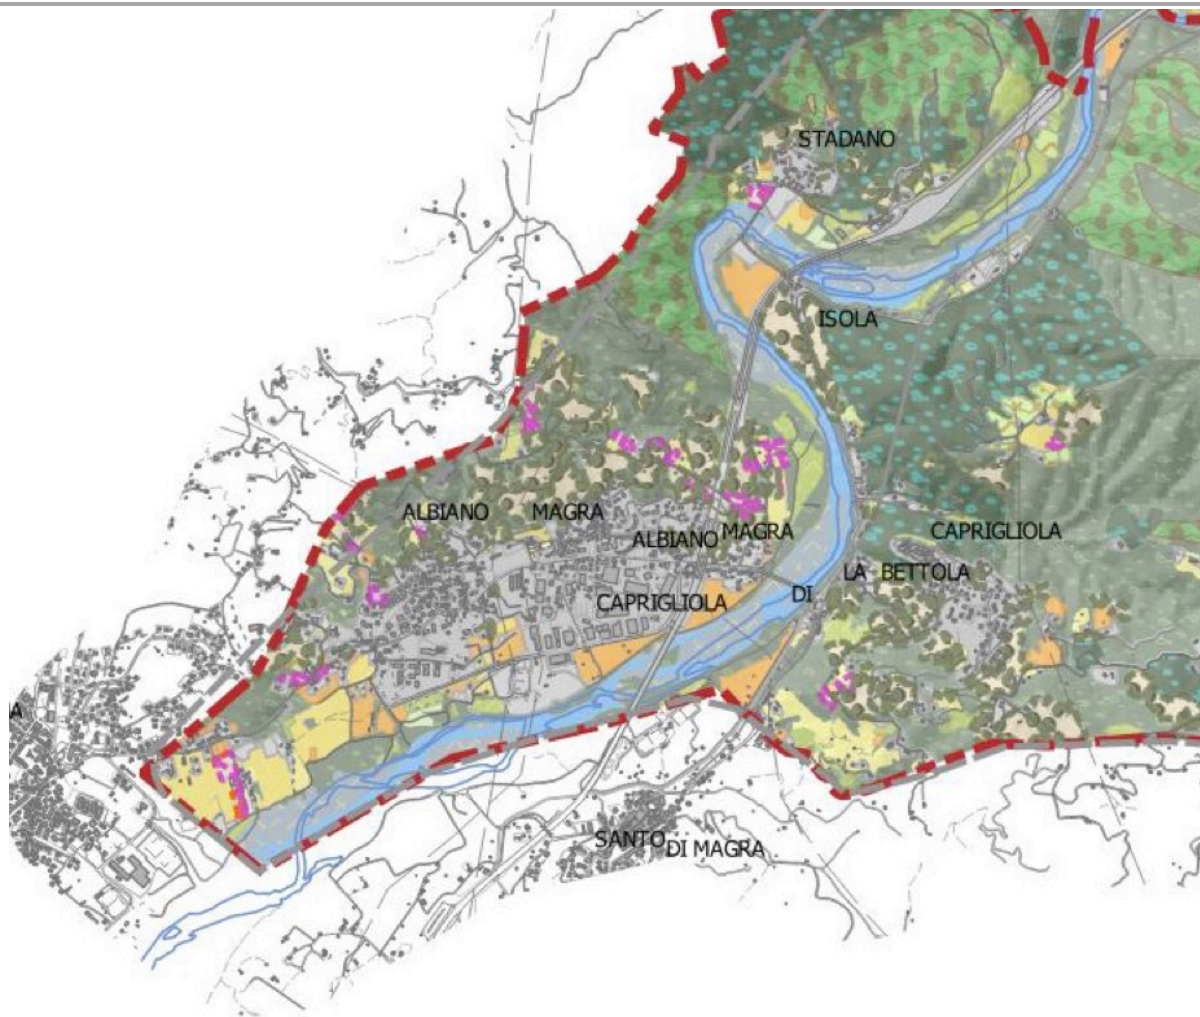 STADANO
ISOLA
ALBIANO MAGRA
ALBIANO MAGRA
CAPRIGLIOLA
LA BETTOLA
CAPRIGLIOLA DI
A
SANTO DI MAGRA